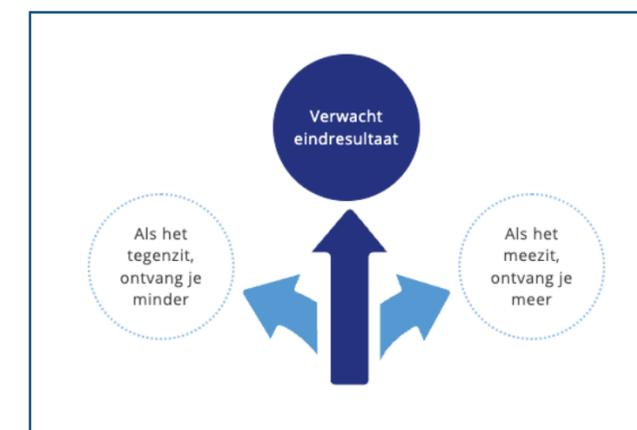 Verwacht
eindresultaat
Als het
tegenzit,
ontvang je
minder
Als het
meezit,
ontvang je
meer